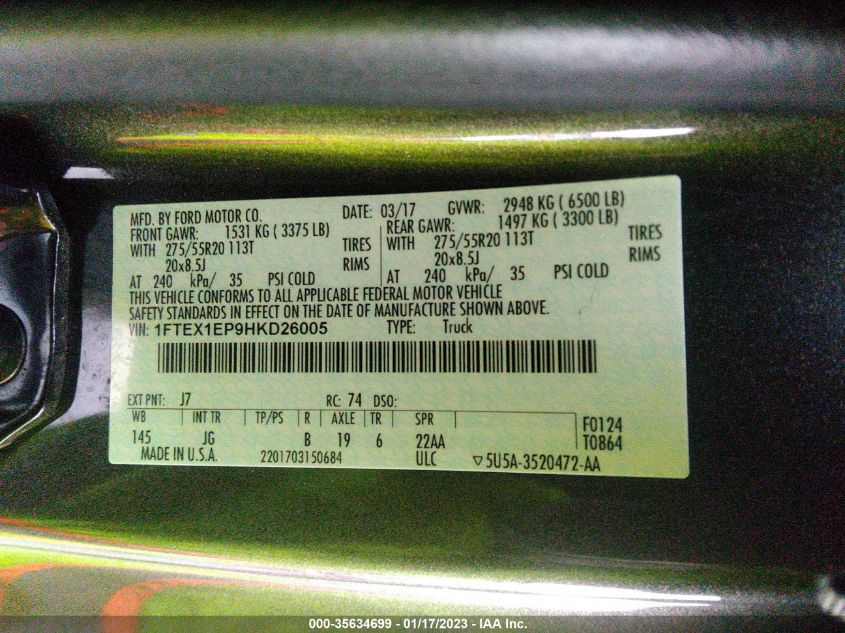 MFD. BY FORD MOTOR CO. DATE: 03/17 GVWR: 2948 KG ( 6500 LB)
FRONT GAWR: 1531 KG ( 3375 LB) REAR GAWR: 1497 KG ( 3300 LB)
WITH 275/55R20 113T TIRES WITH 275/55R20 113T TIRES
20x8.5J RIMS 20x8.5J RIMS
AT 240 kPa/ 35 PSI COLD AT 240 kPa/ 35 PSI COLD
THIS VEHICLE CONFORMS TO ALL APPLICABLE FEDERAL MOTOR VEHICLE
SAFETY STANDARDS IN EFFECT ON THE DATE OF MANUFACTURE SHOWN ABOVE.
VIN: 1FTEX1EP9HKD26005 TYPE: Truck
EXT PNT: J7 RC: 74 DSO:
WB INT TR TP/PS R AXLE TR SPR F0124
145 JG B 19 6 22AA T0864
MADE IN U.S.A. 2201703150684 ULC ▽5U5A-3520472-AA
000-35634699 - 01/17/2023 - IAA Inc.